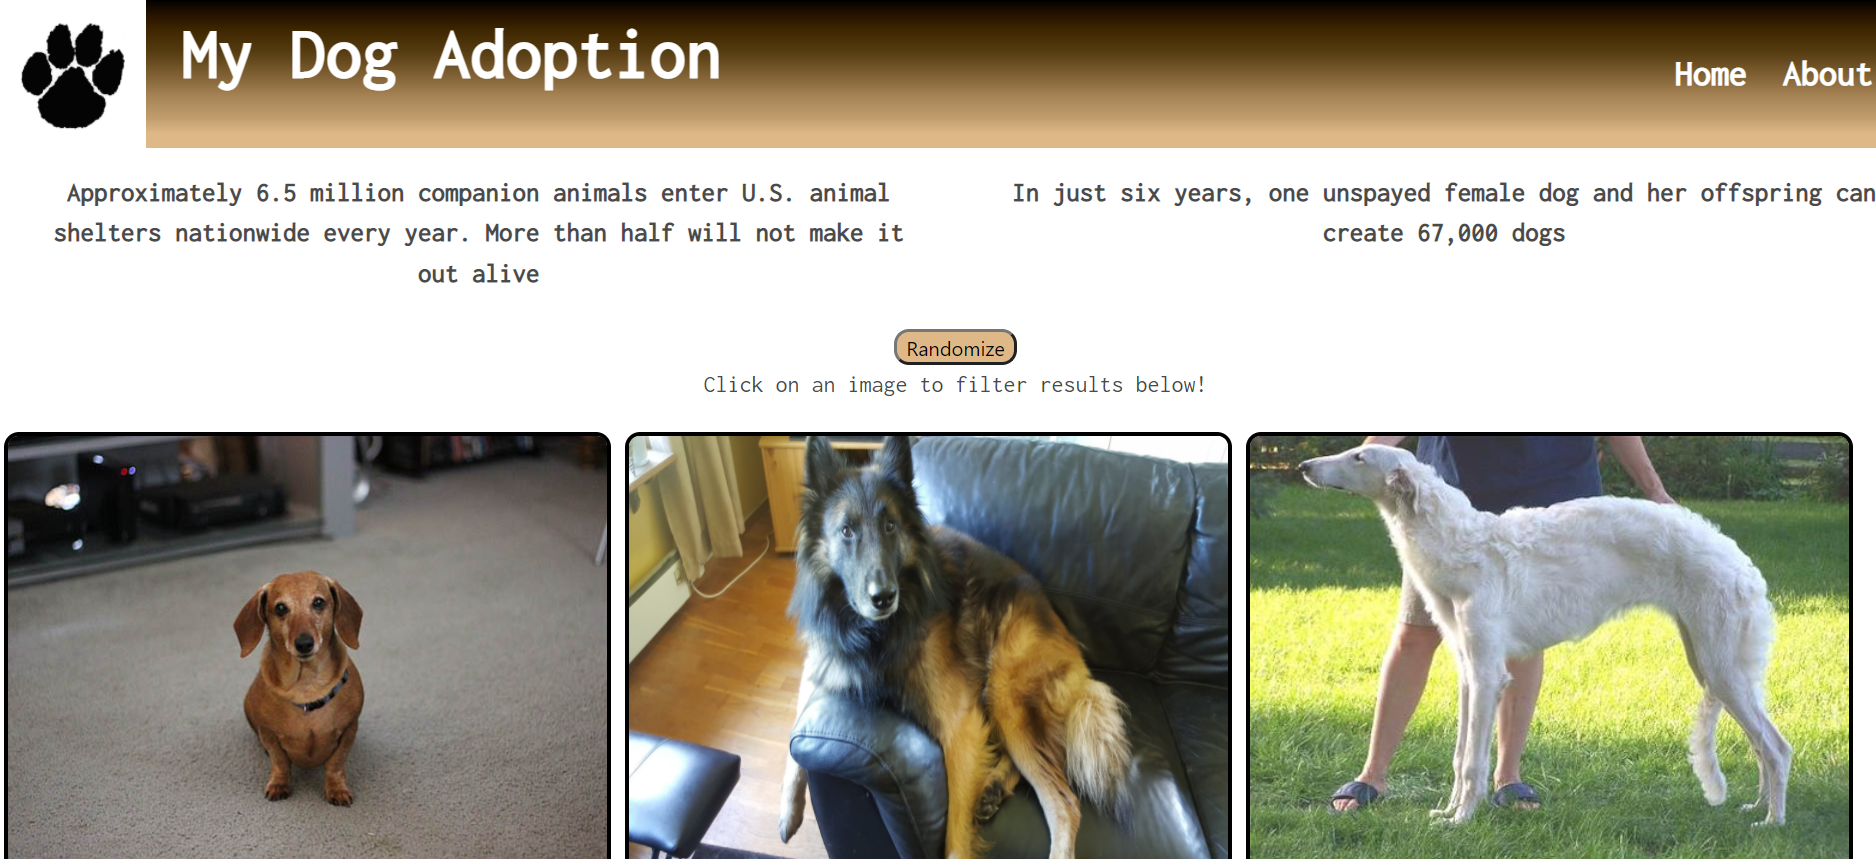 My Dog Adoption
Home About
Approximately 6.5 million companion animals enter U.S. animal
shelters nationwide every year. More than half will not make it
out alive
In just six years, one unspayed female dog and her offspring can
create 67,000 dogs
Randomize
Click on an image to filter results below!